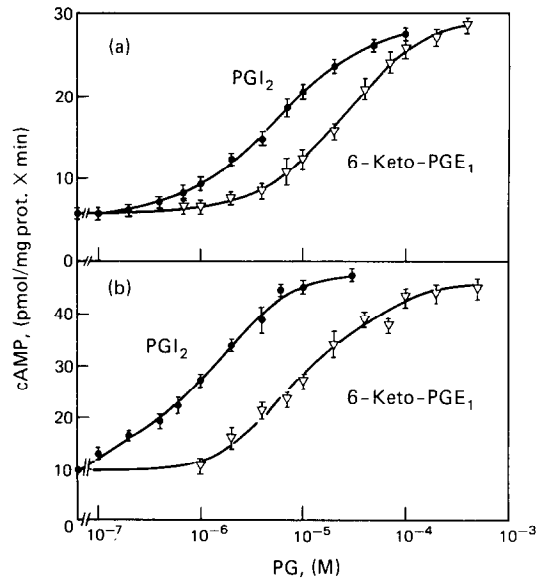 30
(a)
PGI₂
20
6-Keto-PGE₁
10
0
cAMP, (pmol/mg prot. X min)
(b)
40
PGI₂
30
6-Keto-PGE₁
20
10
0
10⁻⁷ 10⁻⁶ 10⁻⁵ 10⁻⁴ 10⁻³
PG, (M)